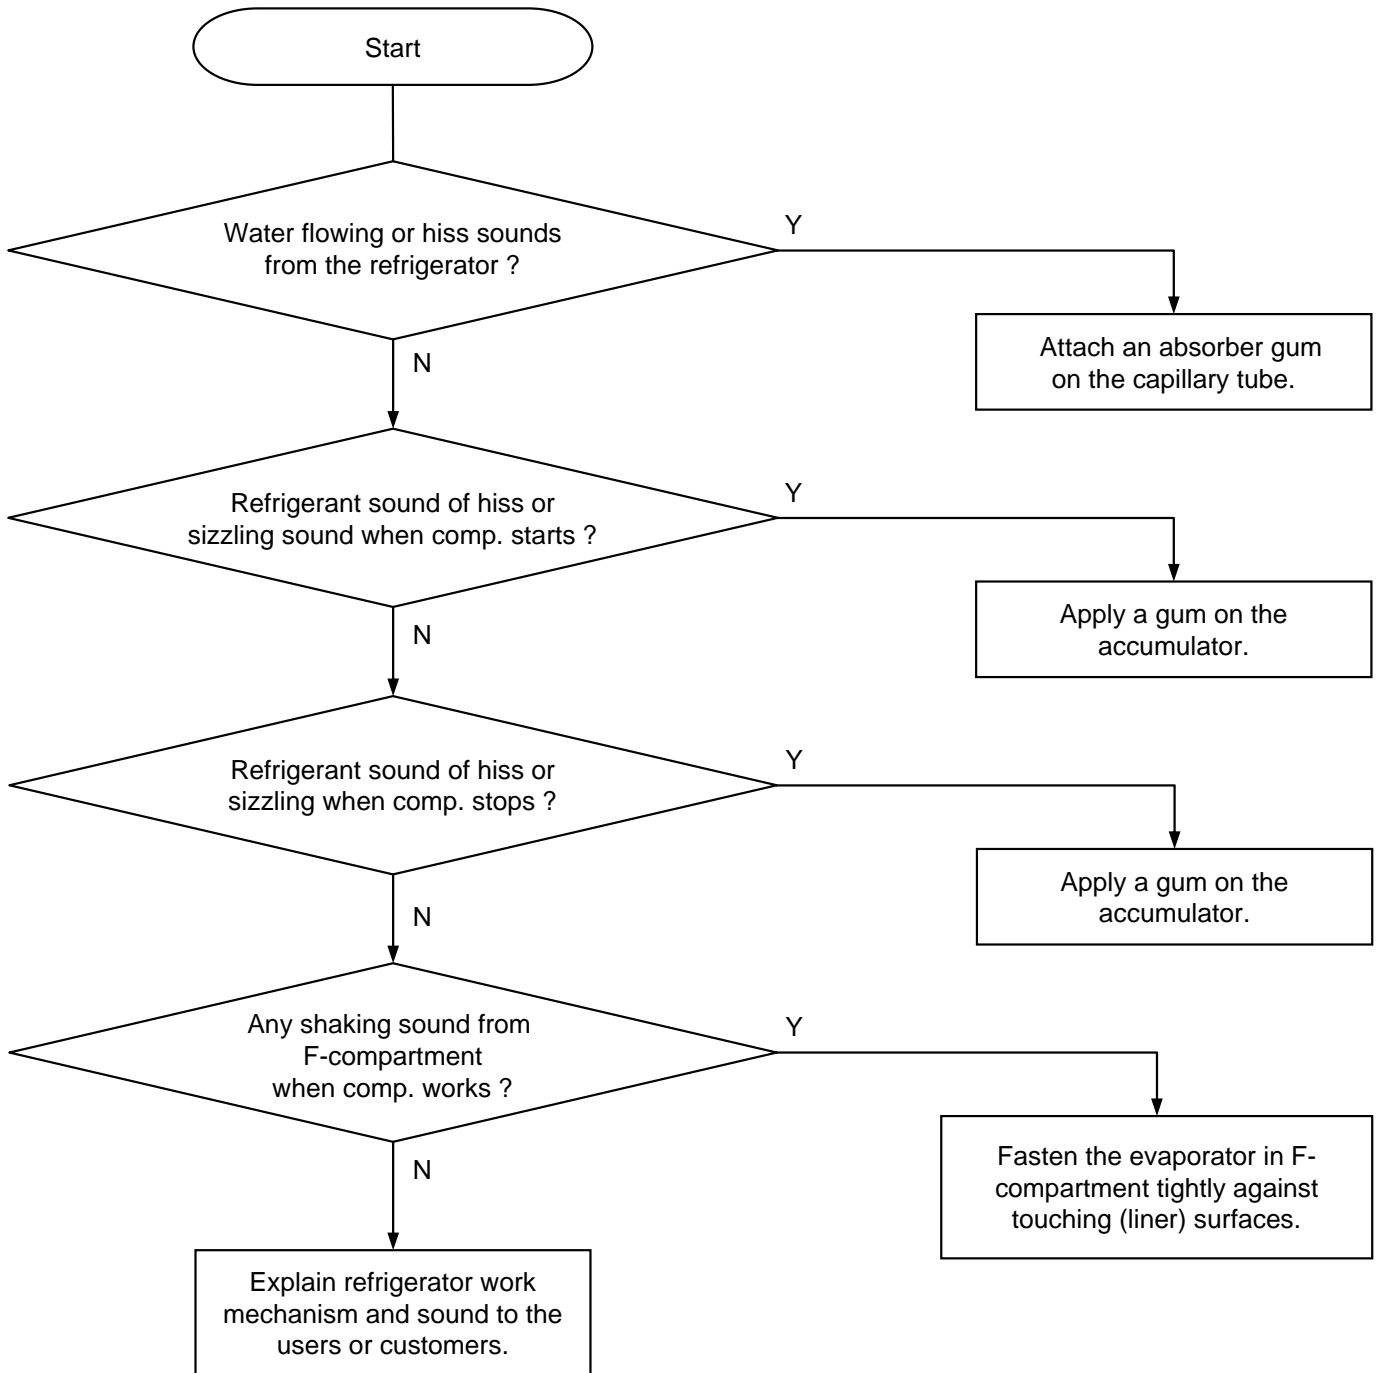 Start
Water flowing or hiss sounds
from the refrigerator ?
Y
Attach an absorber gum
on the capillary tube.
N
Refrigerant sound of hiss or
sizzling sound when comp. starts ?
Y
Apply a gum on the
accumulator.
N
Refrigerant sound of hiss or
sizzling when comp. stops ?
Y
Apply a gum on the
accumulator.
N
Any shaking sound from
F-compartment
when comp. works ?
Y
Fasten the evaporator in F-
compartment tightly against
touching (liner) surfaces.
N
Explain refrigerator work
mechanism and sound to the
users or customers.